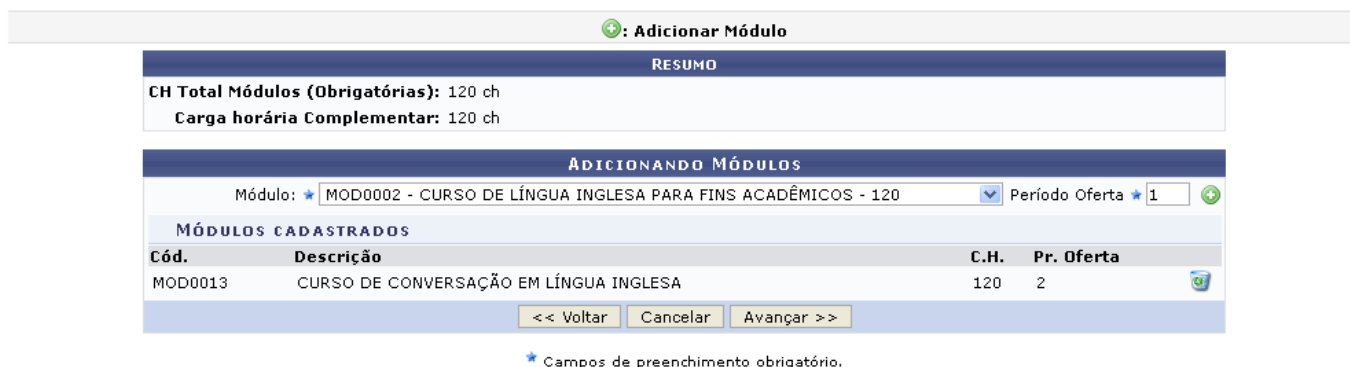 : Adicionar Módulo
RESUMO
CH Total Módulos (Obrigatórias): 120 ch
Carga horária Complementar: 120 ch
ADICIONANDO MÓDULOS
Módulo: MOD0002 - CURSO DE LÍNGUA INGLESA PARA FINS ACADÊMICOS - 120 Período Oferta 1
MÓDULOS CADASTRADOS
Cód. Descrição C.H. Pr. Oferta
MOD0013 CURSO DE CONVERSAÇÃO EM LÍNGUA INGLESA 120 2
<< Voltar Cancelar Avançar >>
Campos de preenchimento obrigatório.